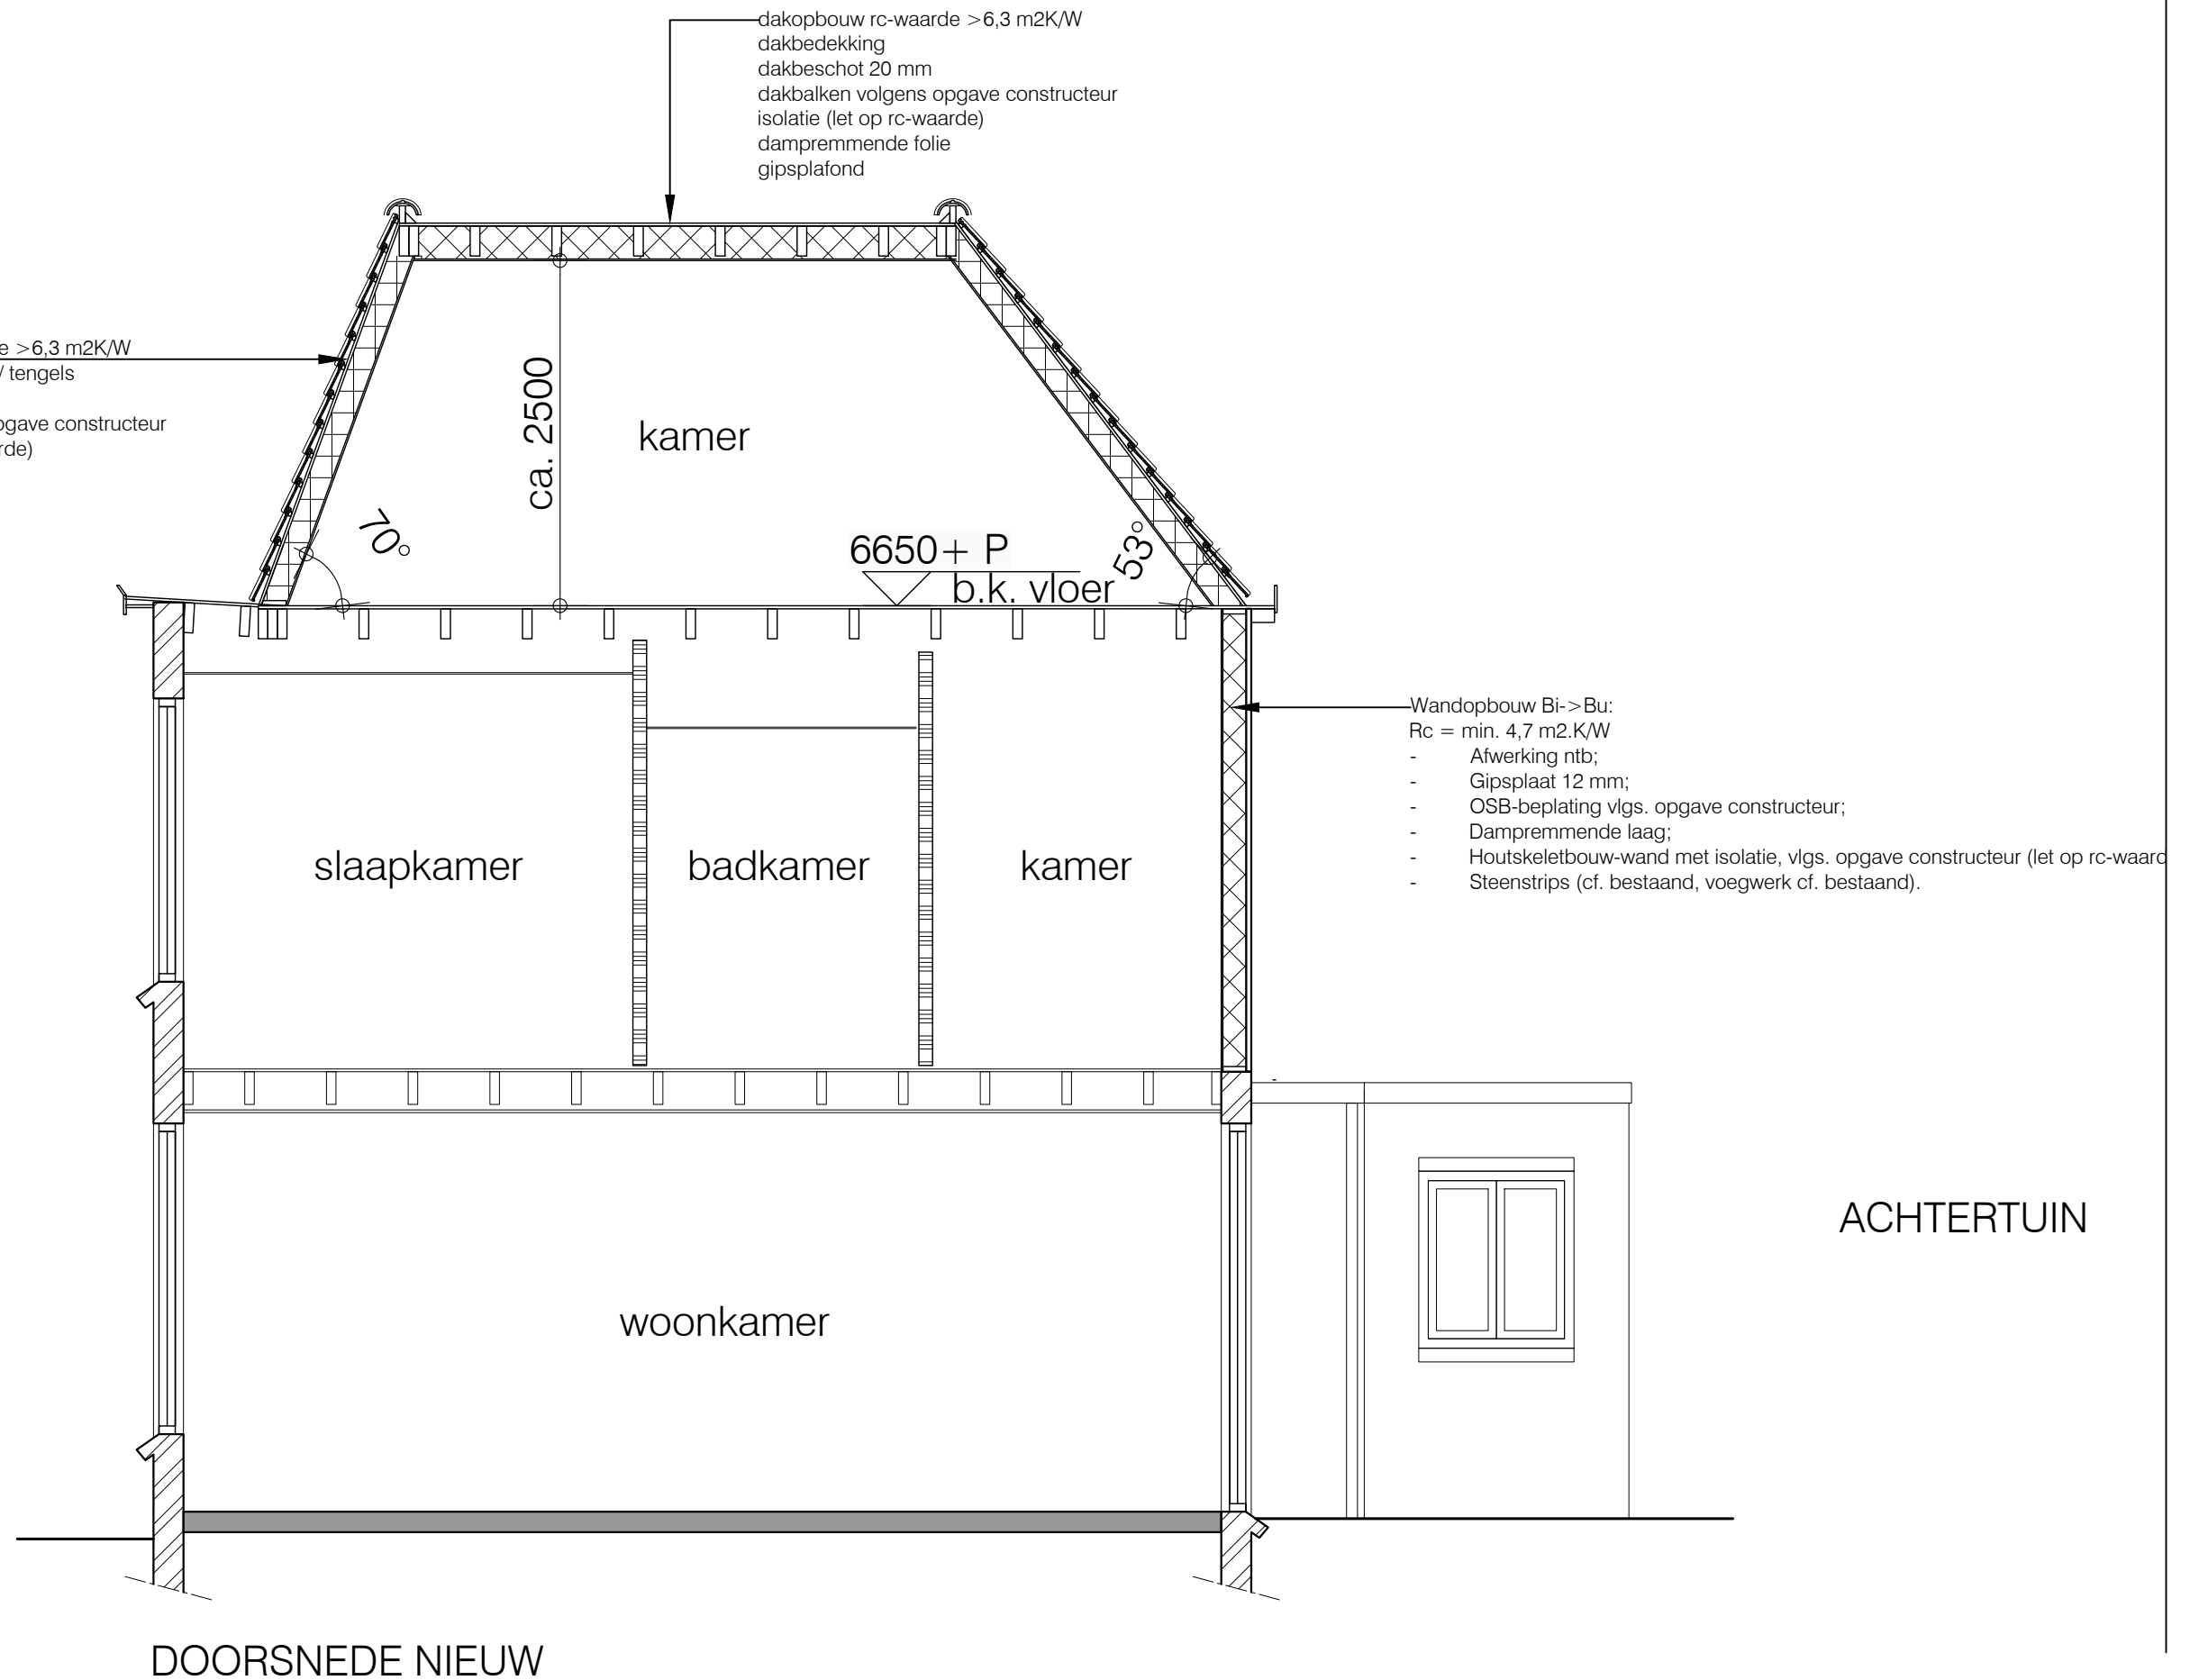 dakopbouw rc-waarde >6,3 m2K/W
dakbedekking
dakbeschot 20 mm
dakbalken volgens opgave constructeur
isolatie (let op rc-waarde)
dampremmende folie
gipsplafond
e >6,3 m2K/W
/ tengels
pgave constructeur
rde)
ca. 2500
kamer
70°
6650+ P
b.k. vloer
53°
Wandopbouw Bi->Bu:
Rc = min. 4,7 m2.K/W
- Afwerking ntb;
- Gipsplaat 12 mm;
- OSB-beplating vlgs. opgave constructeur;
- Dampremmende laag;
- Houtskeletbouw-wand met isolatie, vlgs. opgave constructeur (let op rc-waard
- Steenstrips (cf. bestaand, voegwerk cf. bestaand).
slaapkamer
badkamer
kamer
ACHTERTUIN
woonkamer
DOORSNEDE NIEUW